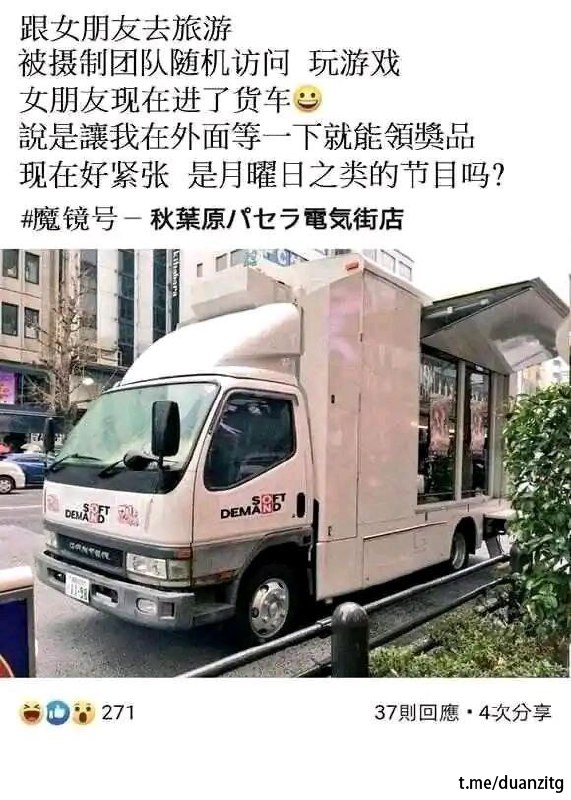 跟女朋友去旅游
被摄制团队随机访问 玩游戏
女朋友现在进了货车😀
說是讓我在外面等一下就能領獎品
现在好紧张 是月曜日之类的节目吗?
#魔镜号 – 秋葉原パセラ電気街店
SOFT
DEMAND
SOFT
DEMAND
CANTER
11-98
271
37則回應・4次分享
t.me/duanzitg